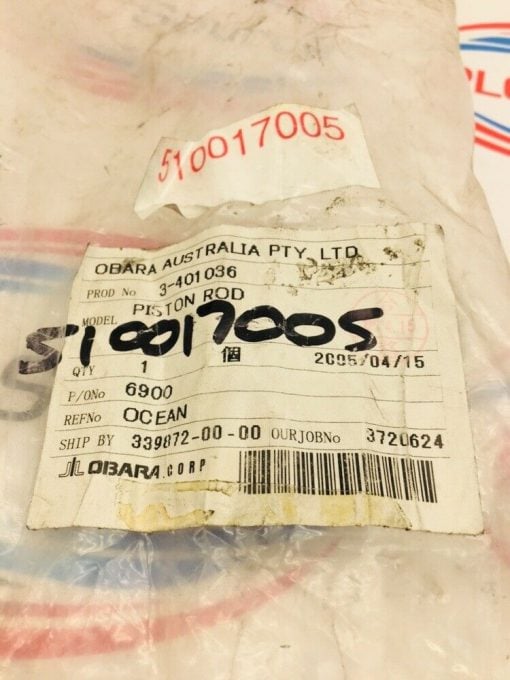 510017005
OBARA AUSTRALIA PTY, LTD
PROD No 3-401036
MODEL PISTON ROD
510017005
QTY 1 個 2005/04/15
P/ONo 6900
REFNo OCEAN
SHIP BY 339872-00-00 OURJOBNo 3720624
OBARA.CORP